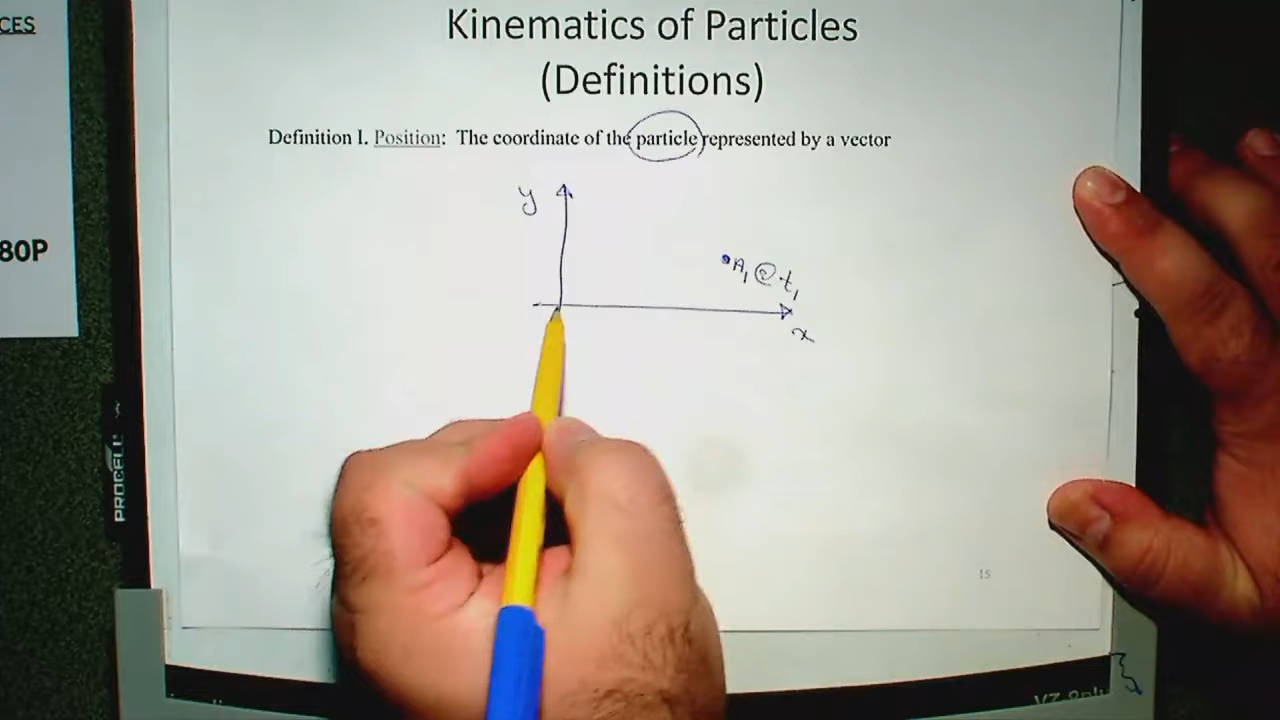 CES
80P
Kinematics of Particles
(Definitions)
Definition I. Position: The coordinate of the particle represented by a vector
y
A₁ @ t₁
x
PROCELL
15